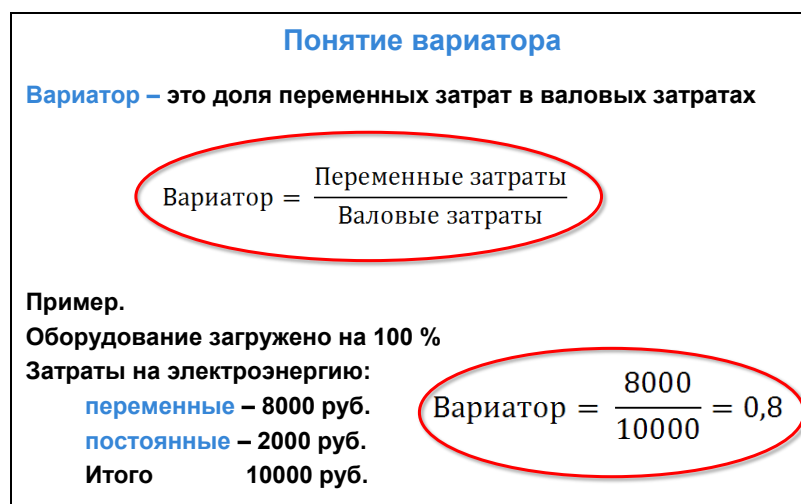 Понятие вариатора
Вариатор – это доля переменных затрат в валовых затратах
Вариатор = Переменные затраты
Валовые затраты
Пример.
Оборудование загружено на 100 %
Затраты на электроэнергию:
переменные – 8000 руб.
постоянные – 2000 руб.
Итого 10000 руб.
Вариатор = 8000
10000 = 0,8